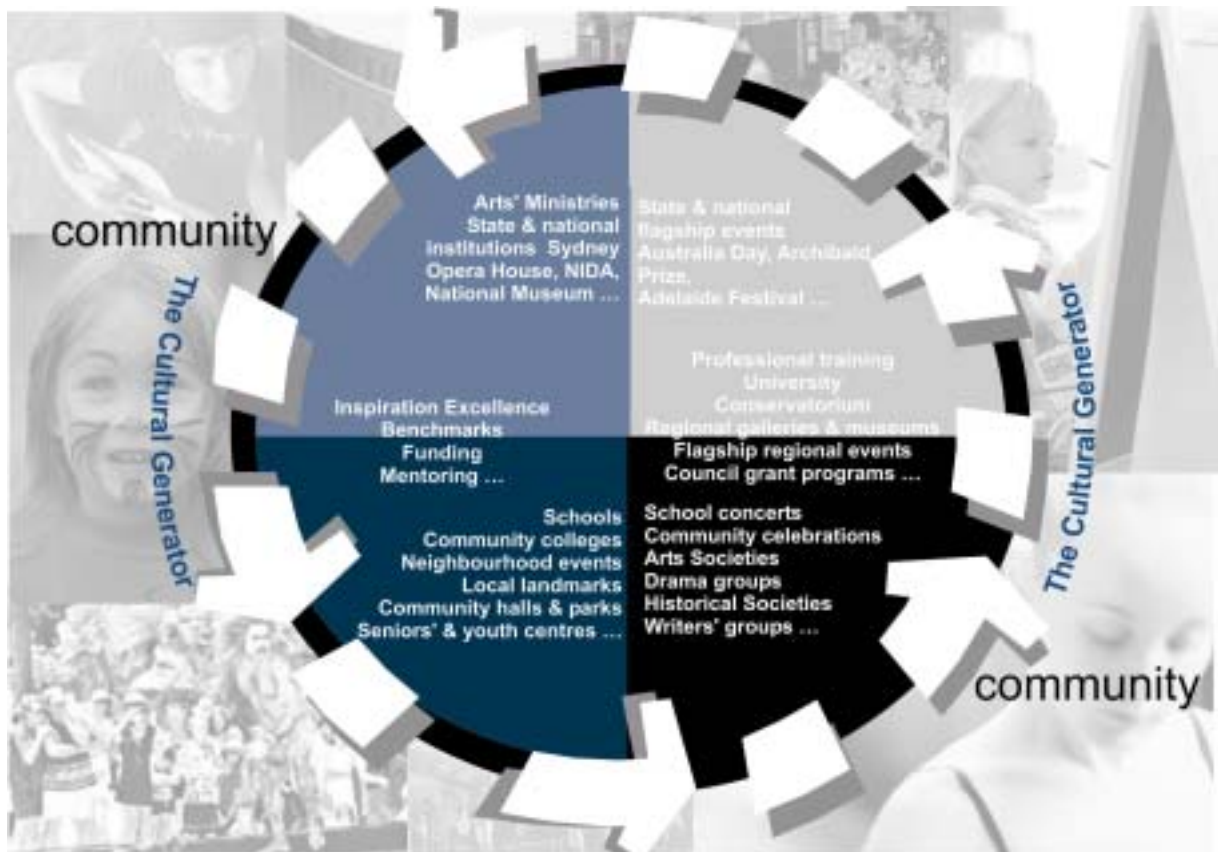 community
The Cultural Generator
Arts' Ministries
State & national
institutions Sydney
Opera House, NIDA,
National Museum ...
State & national
flagship events
Australia Day, Archibald
Prize,
Adelaide Festival ...
Inspiration Excellence
Benchmarks
Funding
Mentoring ...
Professional training
University
Conservatorium
Regional galleries & museums
Flagship regional events
Council grant programs ...
Schools
Community colleges
Neighbourhood events
Local landmarks
Community halls & parks
Seniors' & youth centres ...
School concerts
Community celebrations
Arts Societies
Drama groups
Historical Societies
Writers' groups ...
The Cultural Generator
community